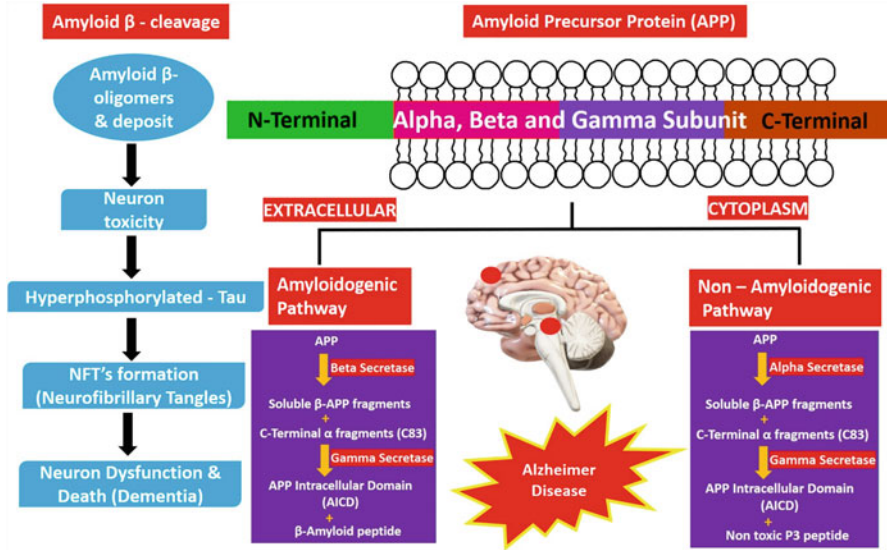 Amyloid β - cleavage
Amyloid β-
oligomers
& deposit
Neuron
toxicity
Hyperphosphorylated - Tau
NFT's formation
(Neurofibrillary Tangles)
Neuron Dysfunction &
Death (Dementia)
Amyloid Precursor Protein (APP)
N-Terminal
Alpha, Beta and Gamma Subunit
C-Terminal
EXTRACELLULAR
CYTOPLASM
Amyloidogenic
Pathway
APP
Beta Secretase
Soluble β-APP fragments
+
C-Terminal α fragments (C83)
Gamma Secretase
APP Intracellular Domain
(AICD)
+
β-Amyloid peptide
Alzheimer
Disease
Non – Amyloidogenic
Pathway
APP
Alpha Secretase
Soluble β-APP fragments
+
C-Terminal α fragments (C83)
Gamma Secretase
APP Intracellular Domain
(AICD)
+
Non toxic P3 peptide